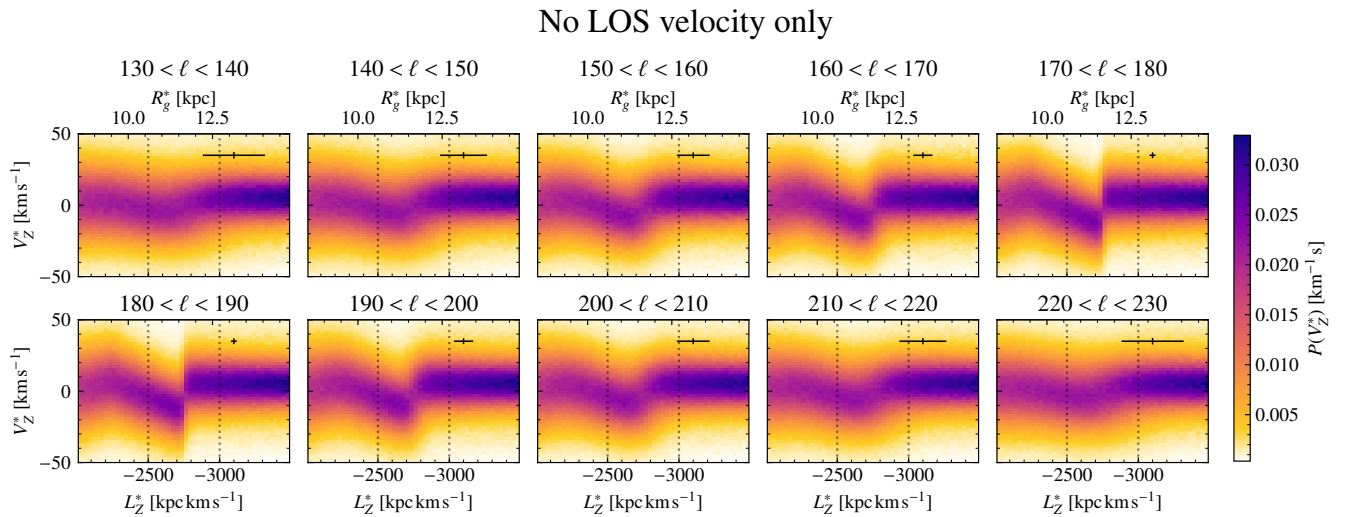 No LOS velocity only
130 < ℓ < 140 140 < ℓ < 150 150 < ℓ < 160 160 < ℓ < 170 170 < ℓ < 180
R*g [kpc] R*g [kpc] R*g [kpc] R*g [kpc] R*g [kpc]
10.0 12.5 10.0 12.5 10.0 12.5 10.0 12.5 10.0 12.5
50
0
−50
V*Z [kms−1]
180 < ℓ < 190 190 < ℓ < 200 200 < ℓ < 210 210 < ℓ < 220 220 < ℓ < 230
50
0
−50
V*Z [kms−1]
−2500 −3000 −2500 −3000 −2500 −3000 −2500 −3000 −2500 −3000
L*Z [kpc km s−1] L*Z [kpc km s−1] L*Z [kpc km s−1] L*Z [kpc km s−1] L*Z [kpc km s−1]
0.030
0.025
0.020
0.015
0.010
0.005
P(V*Z) [km−1 s]